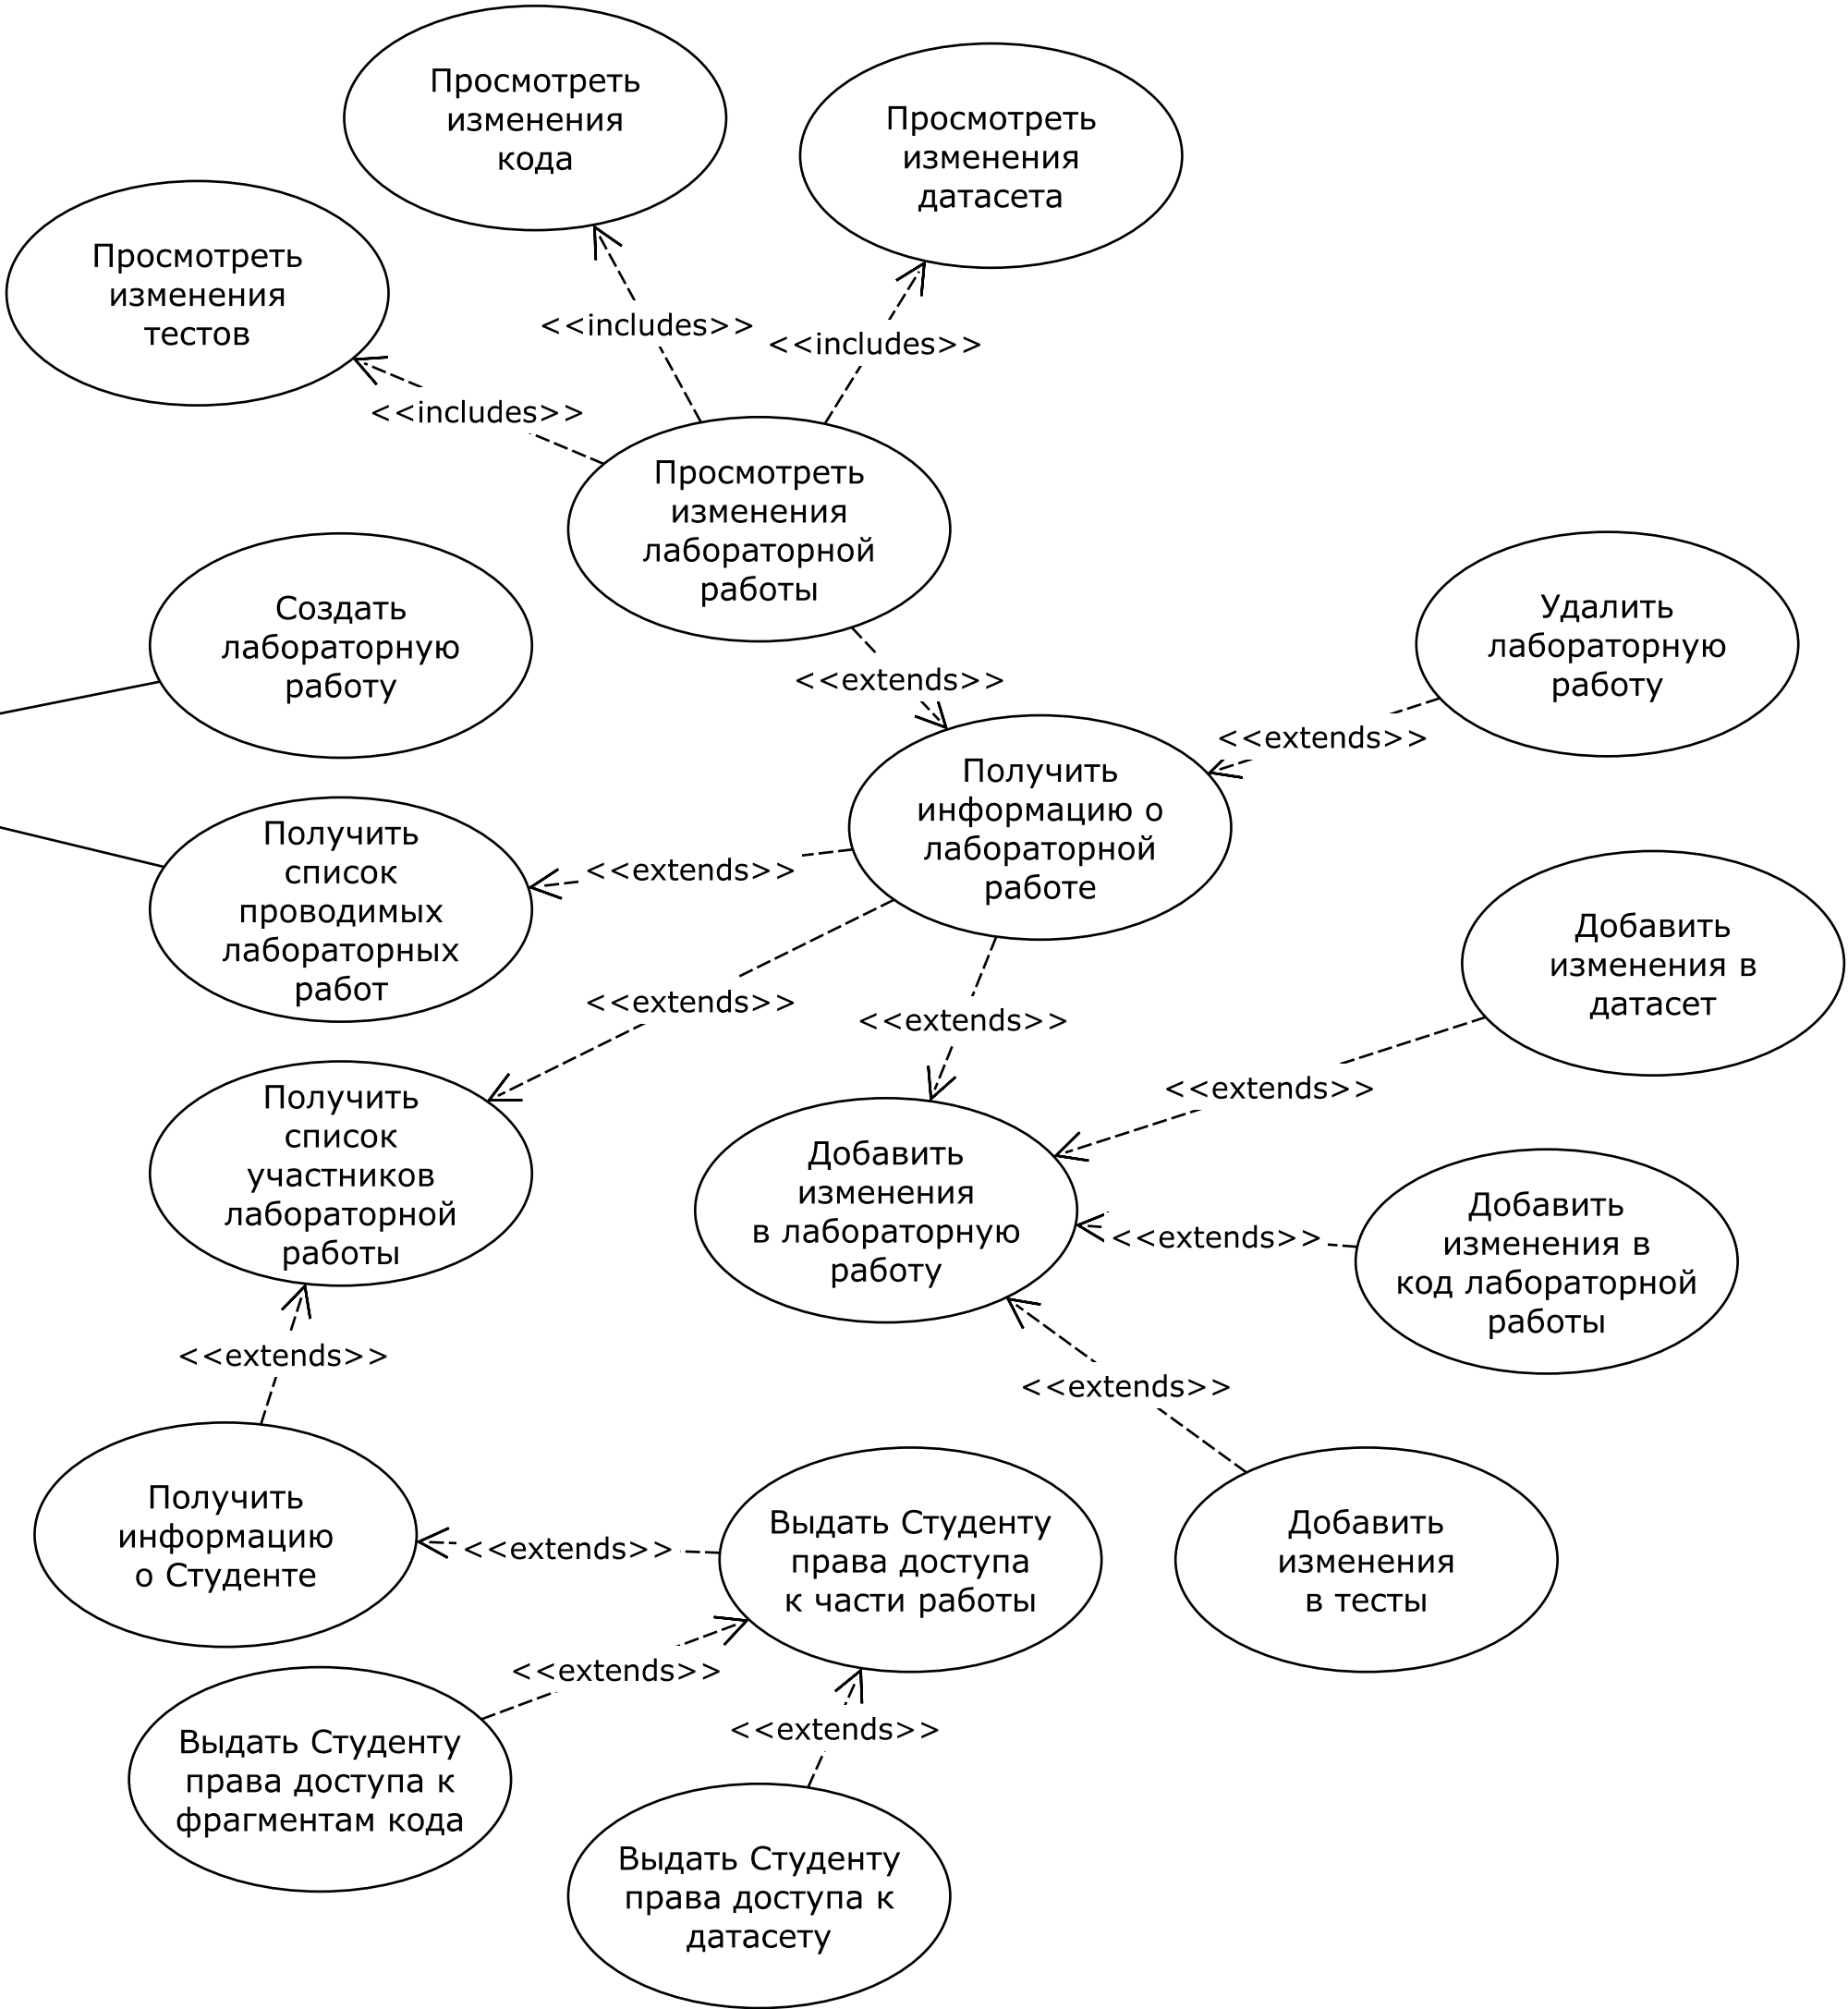 Просмотреть
изменения
кода
Просмотреть
изменения
датасета
Просмотреть
изменения
тестов
<<includes>>
<<includes>>
<<includes>>
Просмотреть
изменения
лабораторной
работы
Создать
лабораторную
работу
Удалить
лабораторную
работу
<<extends>>
<<extends>>
Получить
информацию о
лабораторной
работе
Получить
список
проводимых
лабораторных
работ
<<extends>>
Добавить
изменения в
датасет
<<extends>>
<<extends>>
<<extends>>
Получить
список
участников
лабораторной
работы
Добавить
изменения
в лабораторную
работу
<<extends>>
Добавить
изменения в
код лабораторной
работы
<<extends>>
<<extends>>
Получить
информацию
о Студенте
<<extends>>
Выдать Студенту
права доступа
к части работы
Добавить
изменения
в тесты
<<extends>>
<<extends>>
Выдать Студенту
права доступа к
фрагментам кода
Выдать Студенту
права доступа к
датасету